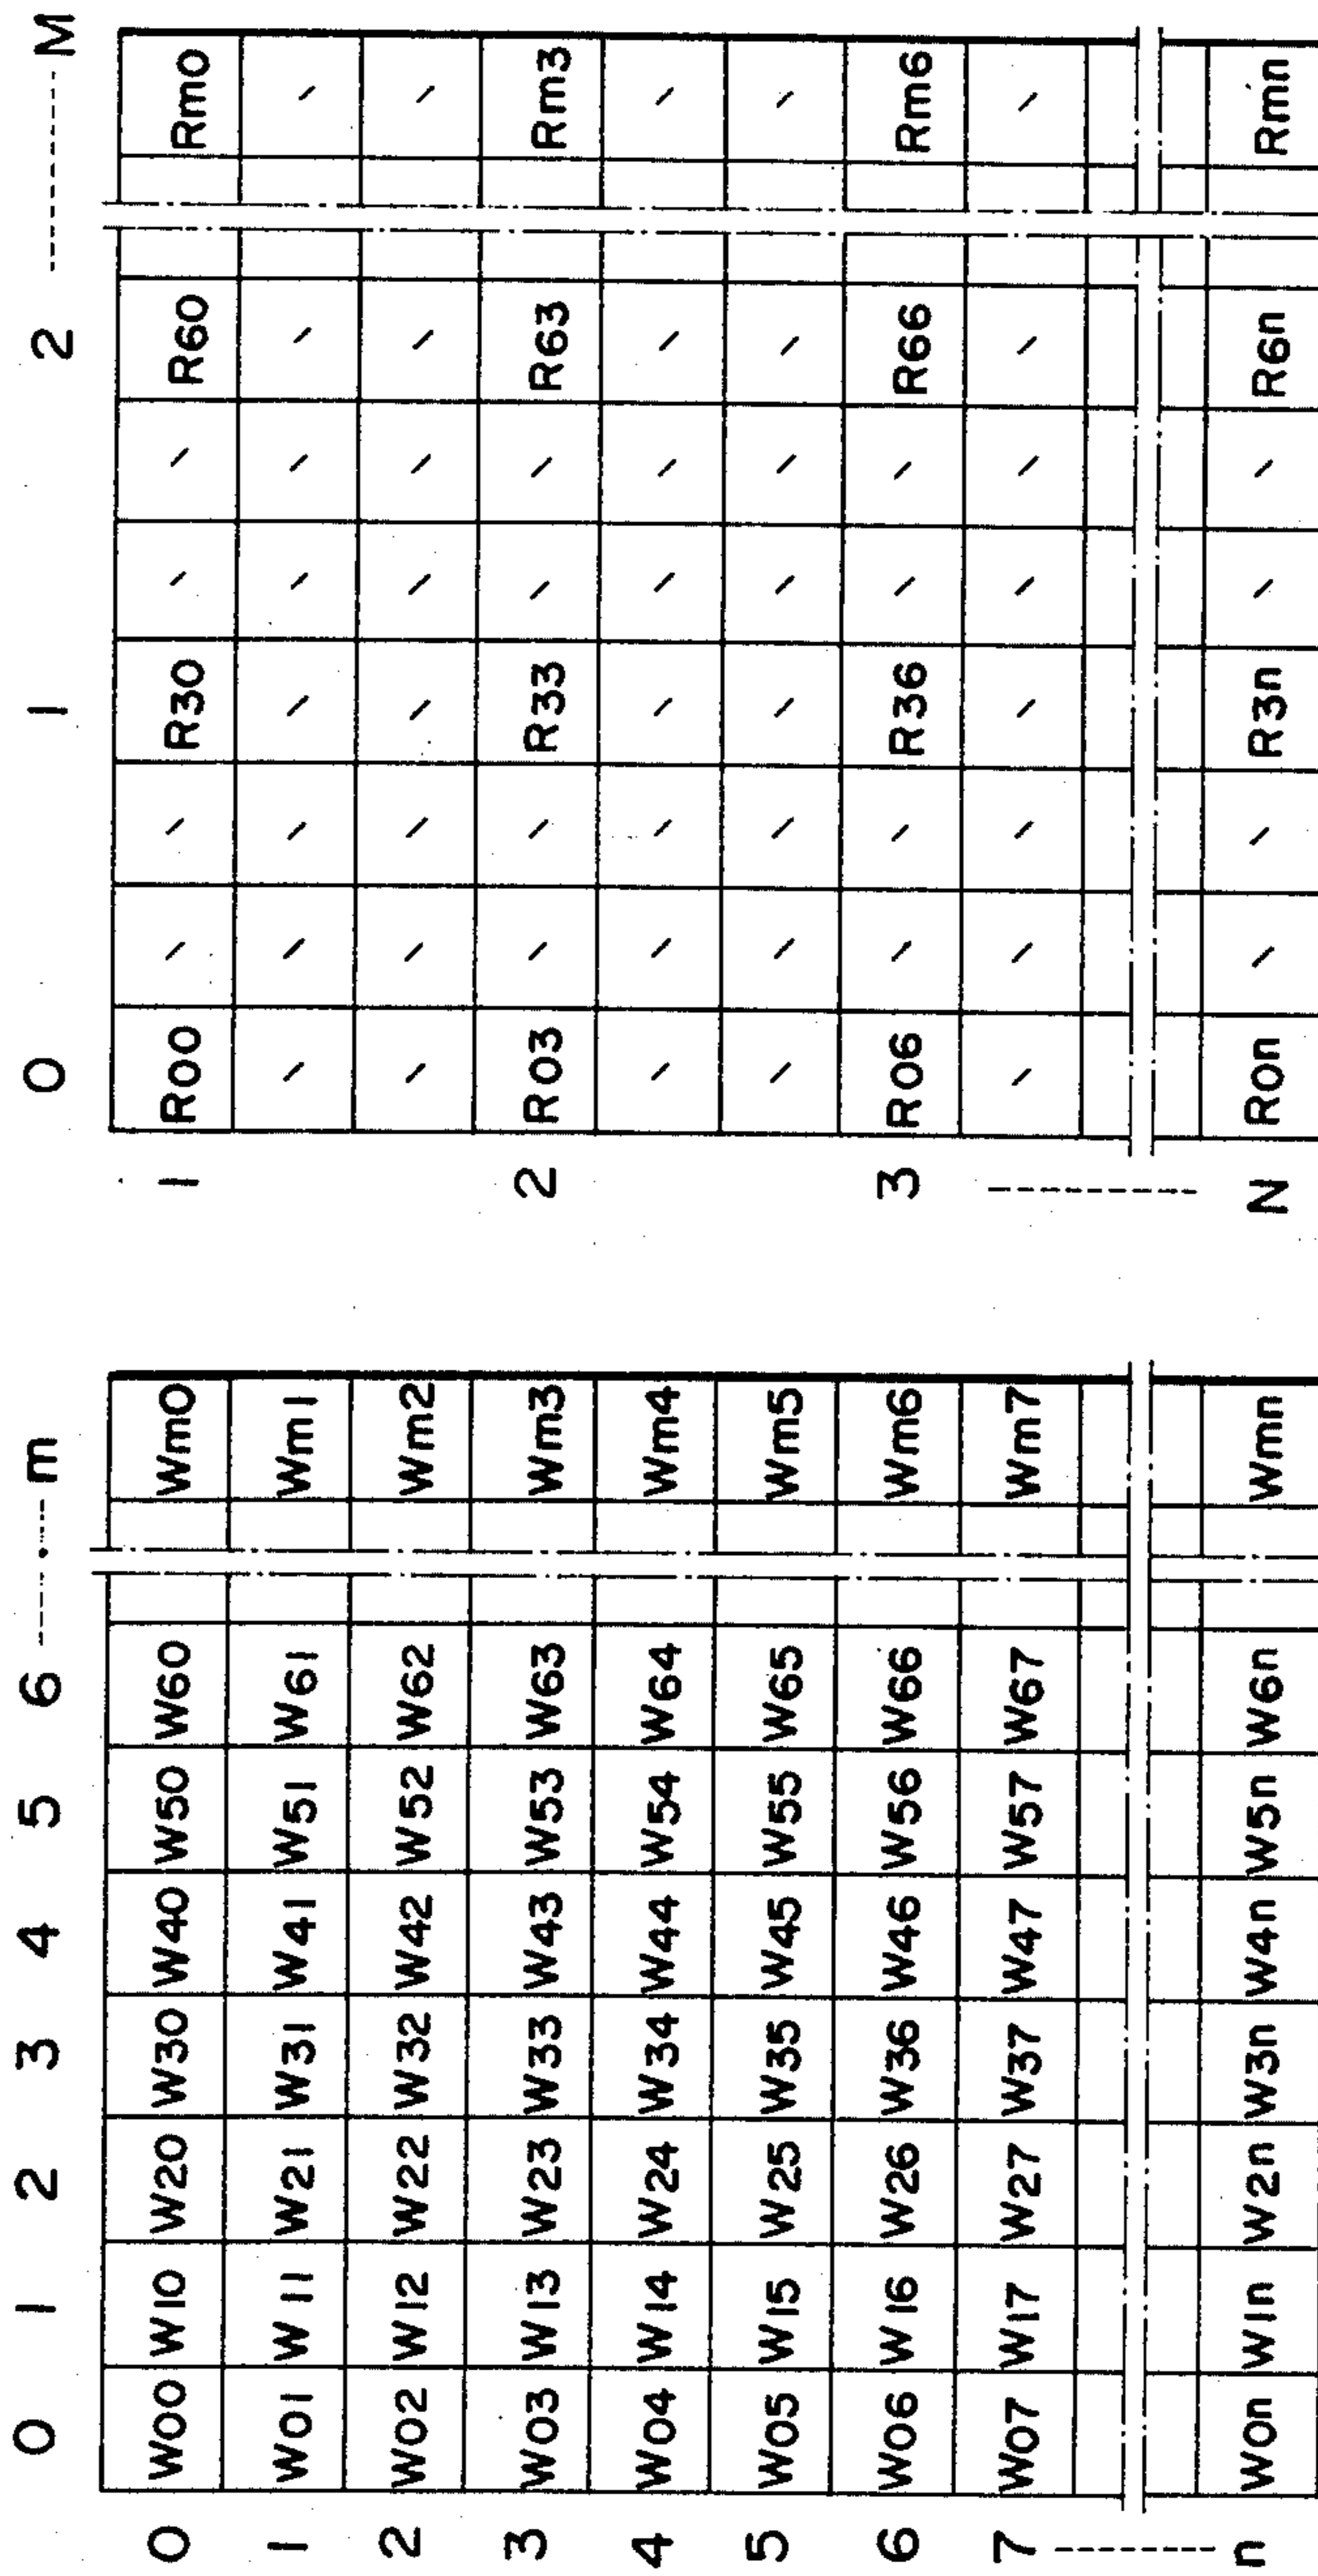 0 1 2 3 4 5 6 ---- m
0 W00 W10 W20 W30 W40 W50 W60 Wm0
1 W01 W11 W21 W31 W41 W51 W61 Wm1
2 W02 W12 W22 W32 W42 W52 W62 Wm2
3 W03 W13 W23 W33 W43 W53 W63 Wm3
4 W04 W14 W24 W34 W44 W54 W64 Wm4
5 W05 W15 W25 W35 W45 W55 W65 Wm5
6 W06 W16 W26 W36 W46 W56 W66 Wm6
7 W07 W17 W27 W37 W47 W57 W67 Wm7
n W0n W1n W2n W3n W4n W5n W6n Wmn
0 1 2 ---- M
1 R00 / / R30 / / R60 Rm0
/ / / / / / / /
/ / / / / / / /
2 R03 / / R33 / / R63 Rm3
/ / / / / / / /
/ / / / / / / /
3 R06 / / R36 / / R66 Rm6
/ / / / / / / /
N R0n / / R3n / / R6n Rmn